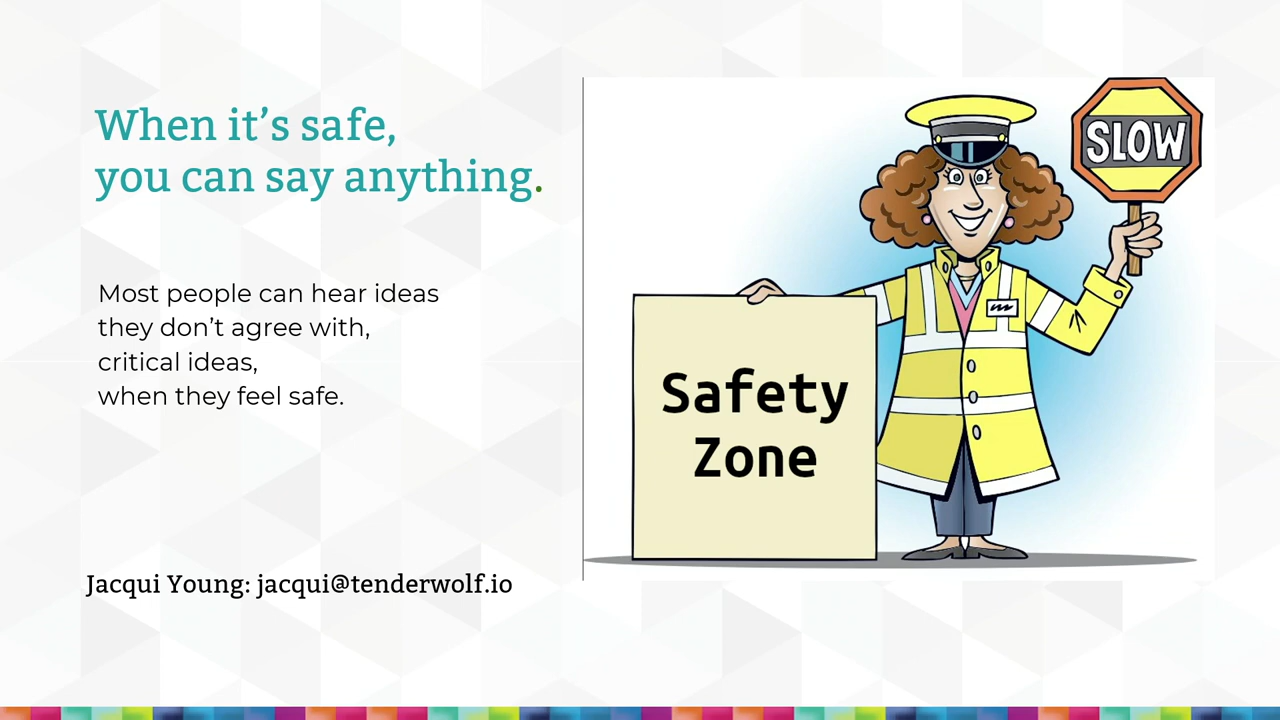 When it’s safe,
you can say anything.
Most people can hear ideas
they don’t agree with,
critical ideas,
when they feel safe.
Jacqui Young: jacqui@tenderwolf.io
SLOW
Safety
Zone